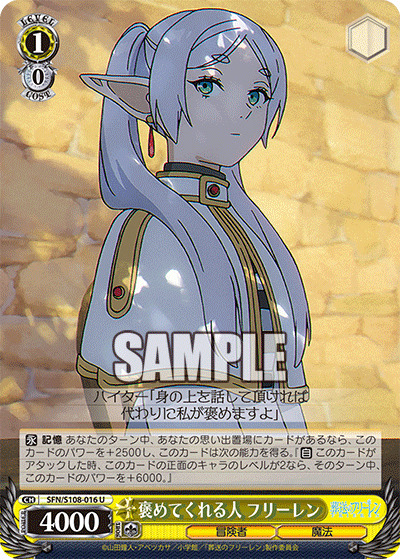 LEVEL
1
0
COST
SAMPLE
ハイター「身の上を話して頂ければ
代わりに私が褒めますよ」
永 記憶 あなたのターン中、あなたの思い出置場にカードがあるなら、このカードのパワーを+2500し、このカードは次の能力を得る。『自 このカードがアタックした時、このカードの正面のキャラのレベルが2なら、そのターン中、このカードのパワーを+6000。』
CH SFN/S108-016 U
褒めてくれる人 フリーレン
葬送のフリーレン
4000
冒険者
魔法
©山田鐘人・アベツカサ/小学館/「葬送のフリーレン」製作委員会